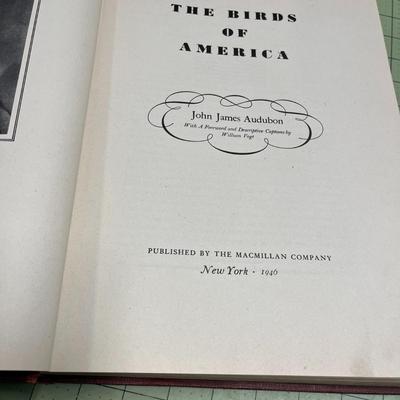 THE BIRDS
OF
AMERICA
John James Audubon
With A Foreword and Descriptive Captions by
William Vogt
PUBLISHED BY THE MACMILLAN COMPANY
New York · 1946